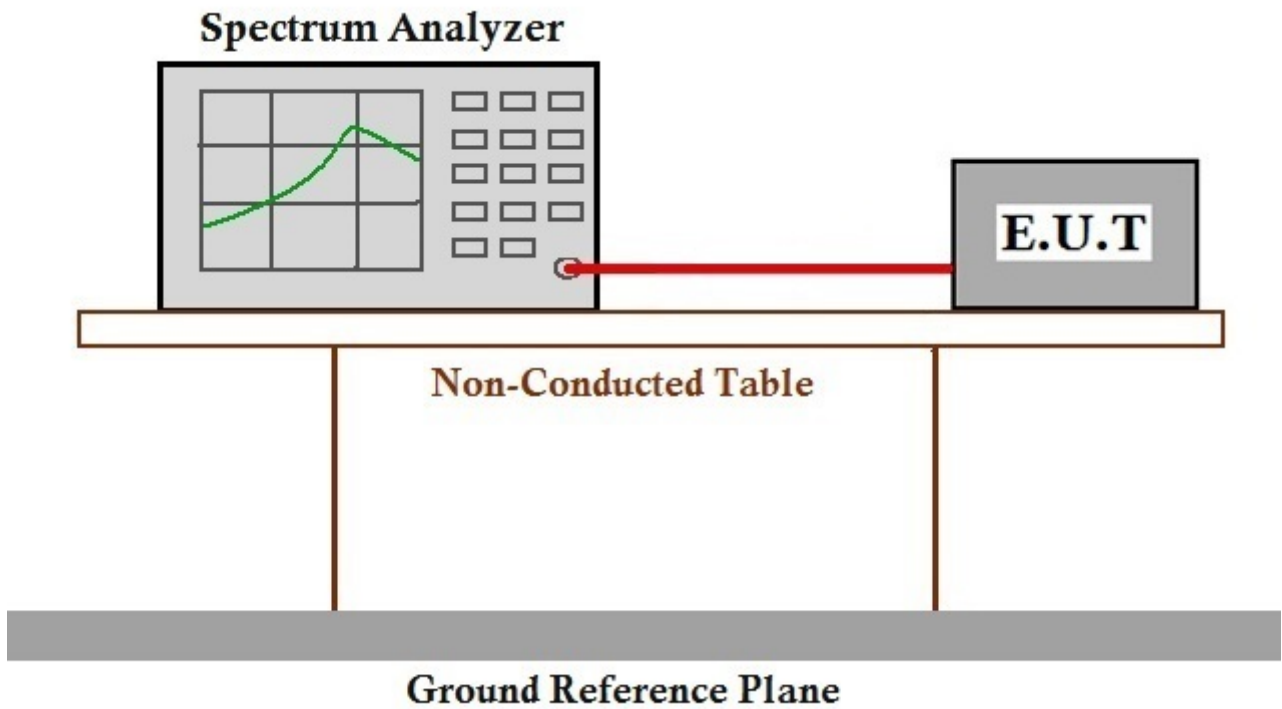 Spectrum Analyzer
E.U.T
Non-Conducted Table
Ground Reference Plane